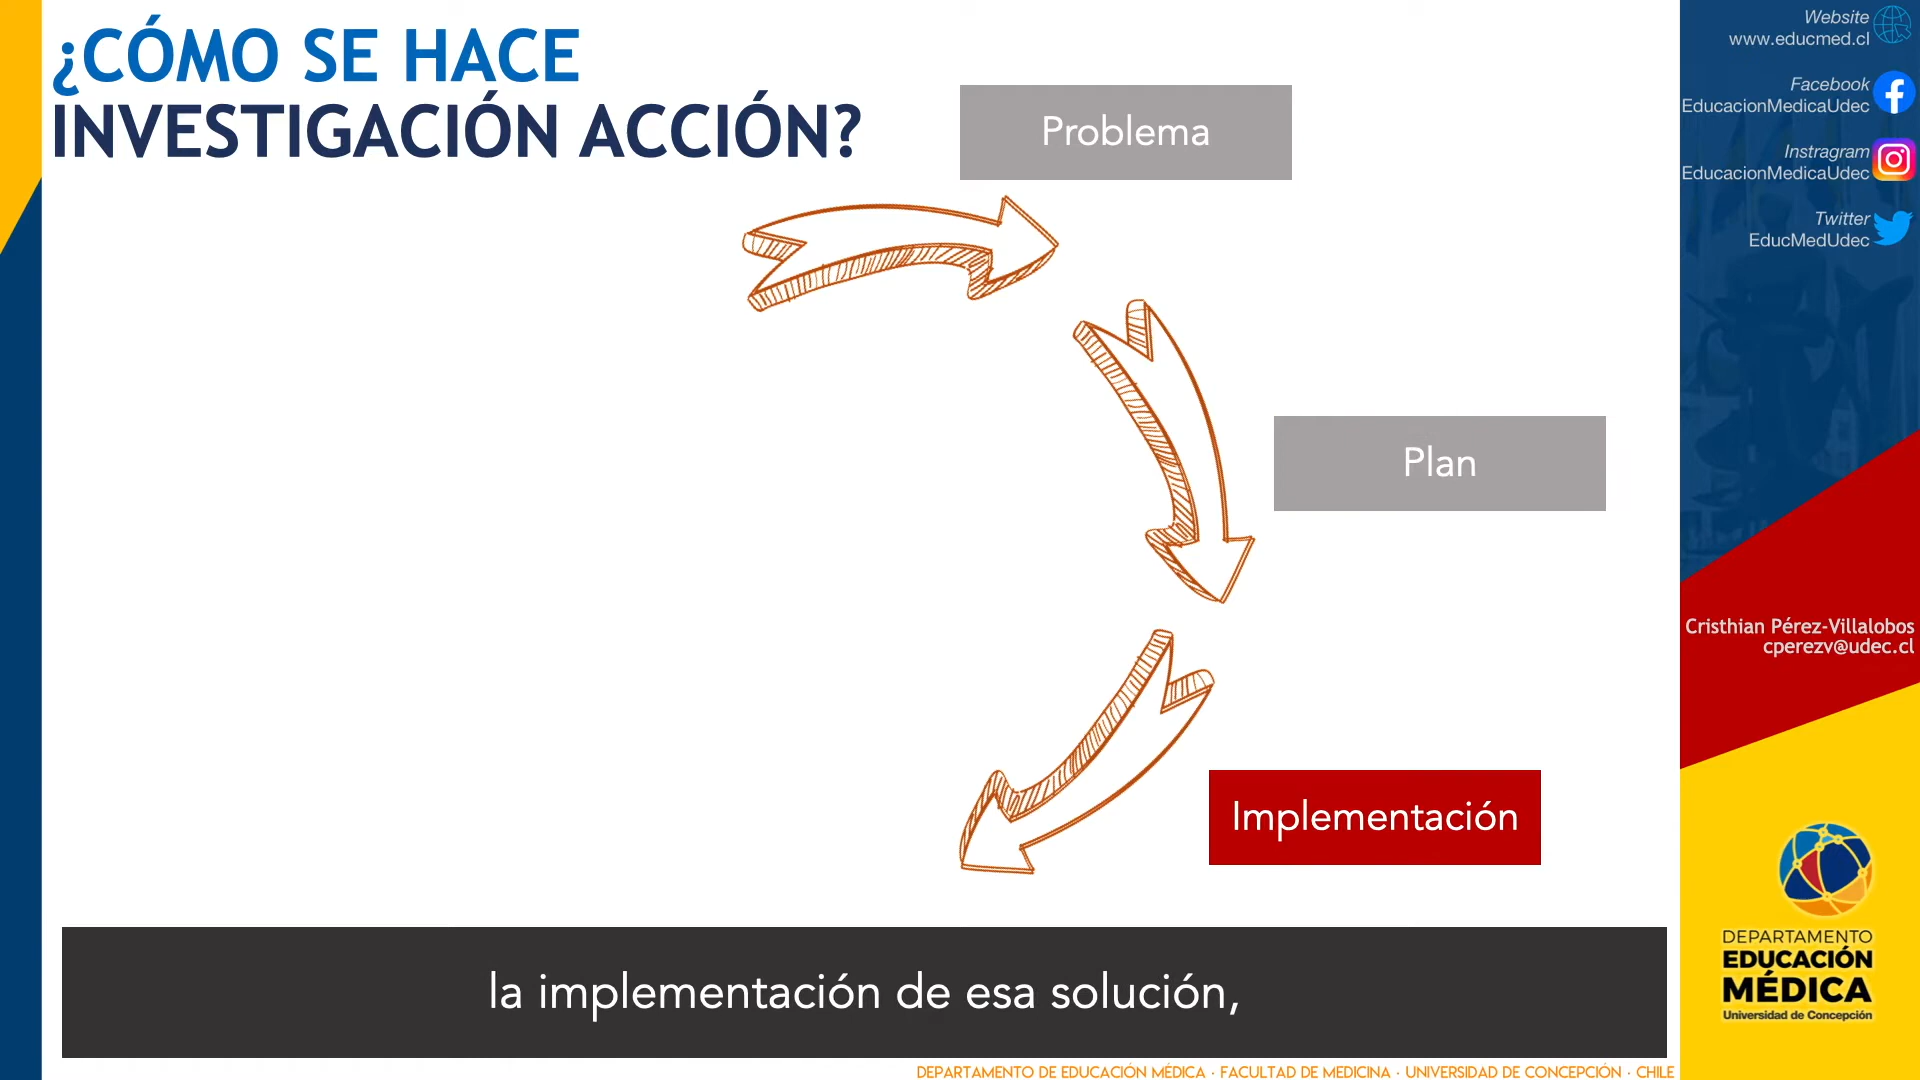 ¿CÓMO SE HACE
INVESTIGACIÓN ACCIÓN?
Problema
Plan
Implementación
la implementación de esa solución,
Website
www.educmed.cl
Facebook
EducacionMedicaUdec
Instragram
EducacionMedicaUdec
Twitter
EducMedUdec
Cristhian Pérez-Villalobos
cperezv@udec.cl
DEPARTAMENTO
EDUCACIÓN
MÉDICA
Universidad de Concepción
DEPARTAMENTO DE EDUCACIÓN MÉDICA · FACULTAD DE MEDICINA · UNIVERSIDAD DE CONCEPCIÓN · CHILE